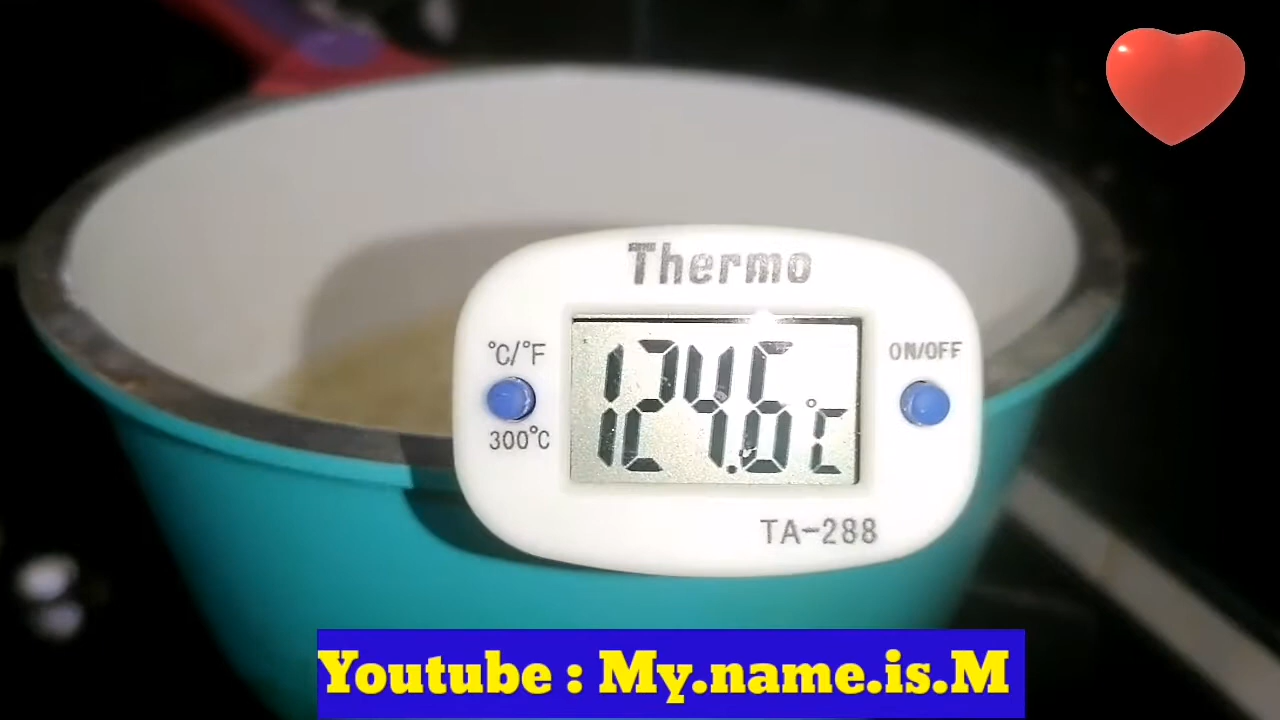 Thermo
°C/°F
300°C
124.6°C
ON/OFF
TA-288
Youtube : My.name.is.M